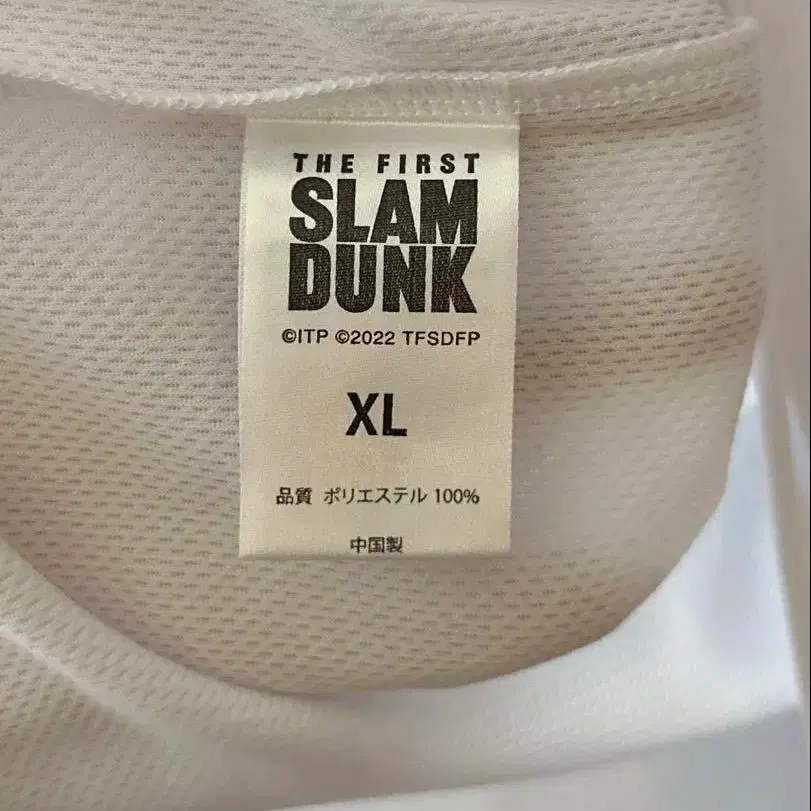 THE FIRST
SLAM
DUNK
©ITP ©2022 TFSDFP
XL
品質 ポリエステル 100%
中国製